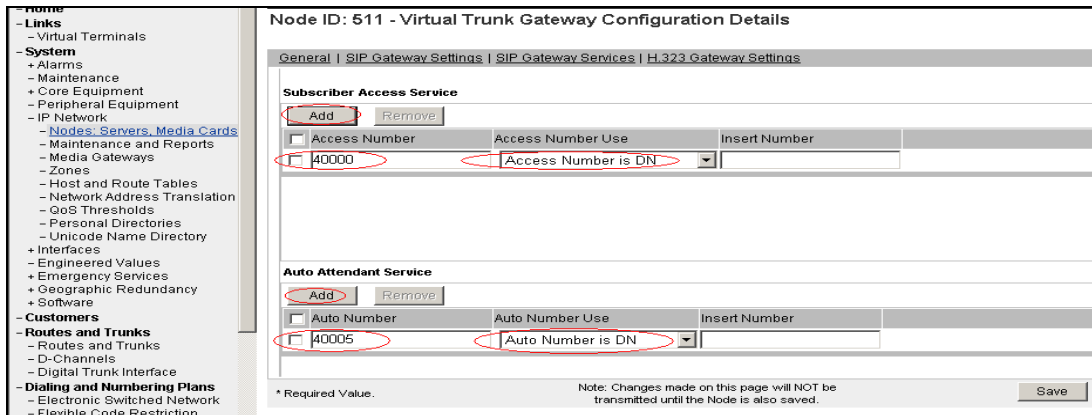 – Home
– Links
– Virtual Terminals
– System
+ Alarms
– Maintenance
+ Core Equipment
– Peripheral Equipment
– IP Network
– Nodes: Servers, Media Cards
– Maintenance and Reports
– Media Gateways
– Zones
– Host and Route Tables
– Network Address Translation
– QoS Thresholds
– Personal Directories
– Unicode Name Directory
+ Interfaces
– Engineered Values
+ Emergency Services
+ Geographic Redundancy
+ Software
– Customers
– Routes and Trunks
– Routes and Trunks
– D-Channels
– Digital Trunk Interface
– Dialing and Numbering Plans
– Electronic Switched Network
– Flexible Code Restriction
Node ID: 511 - Virtual Trunk Gateway Configuration Details
General | SIP Gateway Settings | SIP Gateway Services | H.323 Gateway Settings
Subscriber Access Service
Add Remove
Access Number Access Number Use Insert Number
40000 Access Number is DN
Auto Attendant Service
Add Remove
Auto Number Auto Number Use Insert Number
40005 Auto Number is DN
* Required Value.
Note: Changes made on this page will NOT be
transmitted until the Node is also saved.
Save